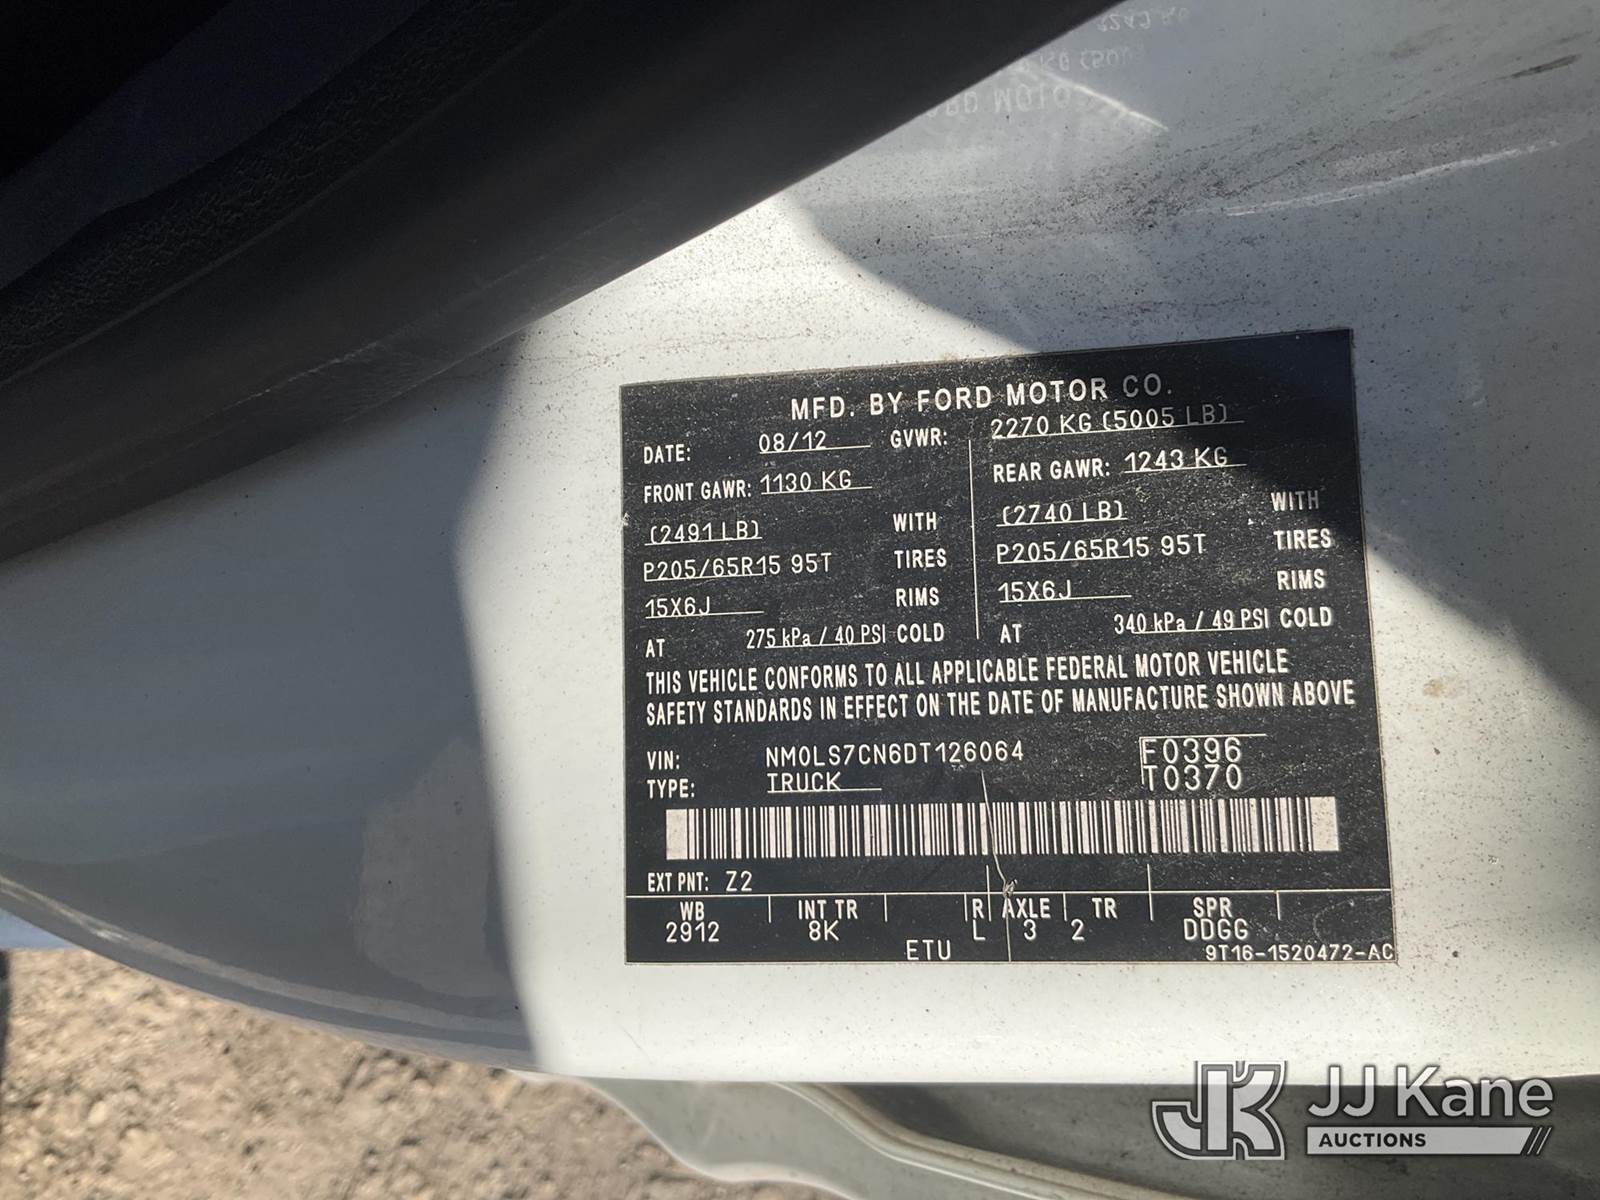 MFD. BY FORD MOTOR CO.
DATE: 08/12 GVWR: 2270 KG (5005 LB)
FRONT GAWR: 1130 KG REAR GAWR: 1243 KG
(2491 LB) WITH (2740 LB) WITH
P205/65R15 95T TIRES P205/65R15 95T TIRES
15X6J RIMS 15X6J RIMS
AT 275 kPa / 40 PSI COLD AT 340 kPa / 49 PSI COLD
THIS VEHICLE CONFORMS TO ALL APPLICABLE FEDERAL MOTOR VEHICLE
SAFETY STANDARDS IN EFFECT ON THE DATE OF MANUFACTURE SHOWN ABOVE
VIN: NM0LS7CN6DT126064 F0396
TYPE: TRUCK T0370
EXT PNT: Z2
WB INT TR R AXLE TR SPR
2912 8K L 3 2 DDGG
ETU 9T16-1520472-AC
JK JJ Kane
AUCTIONS